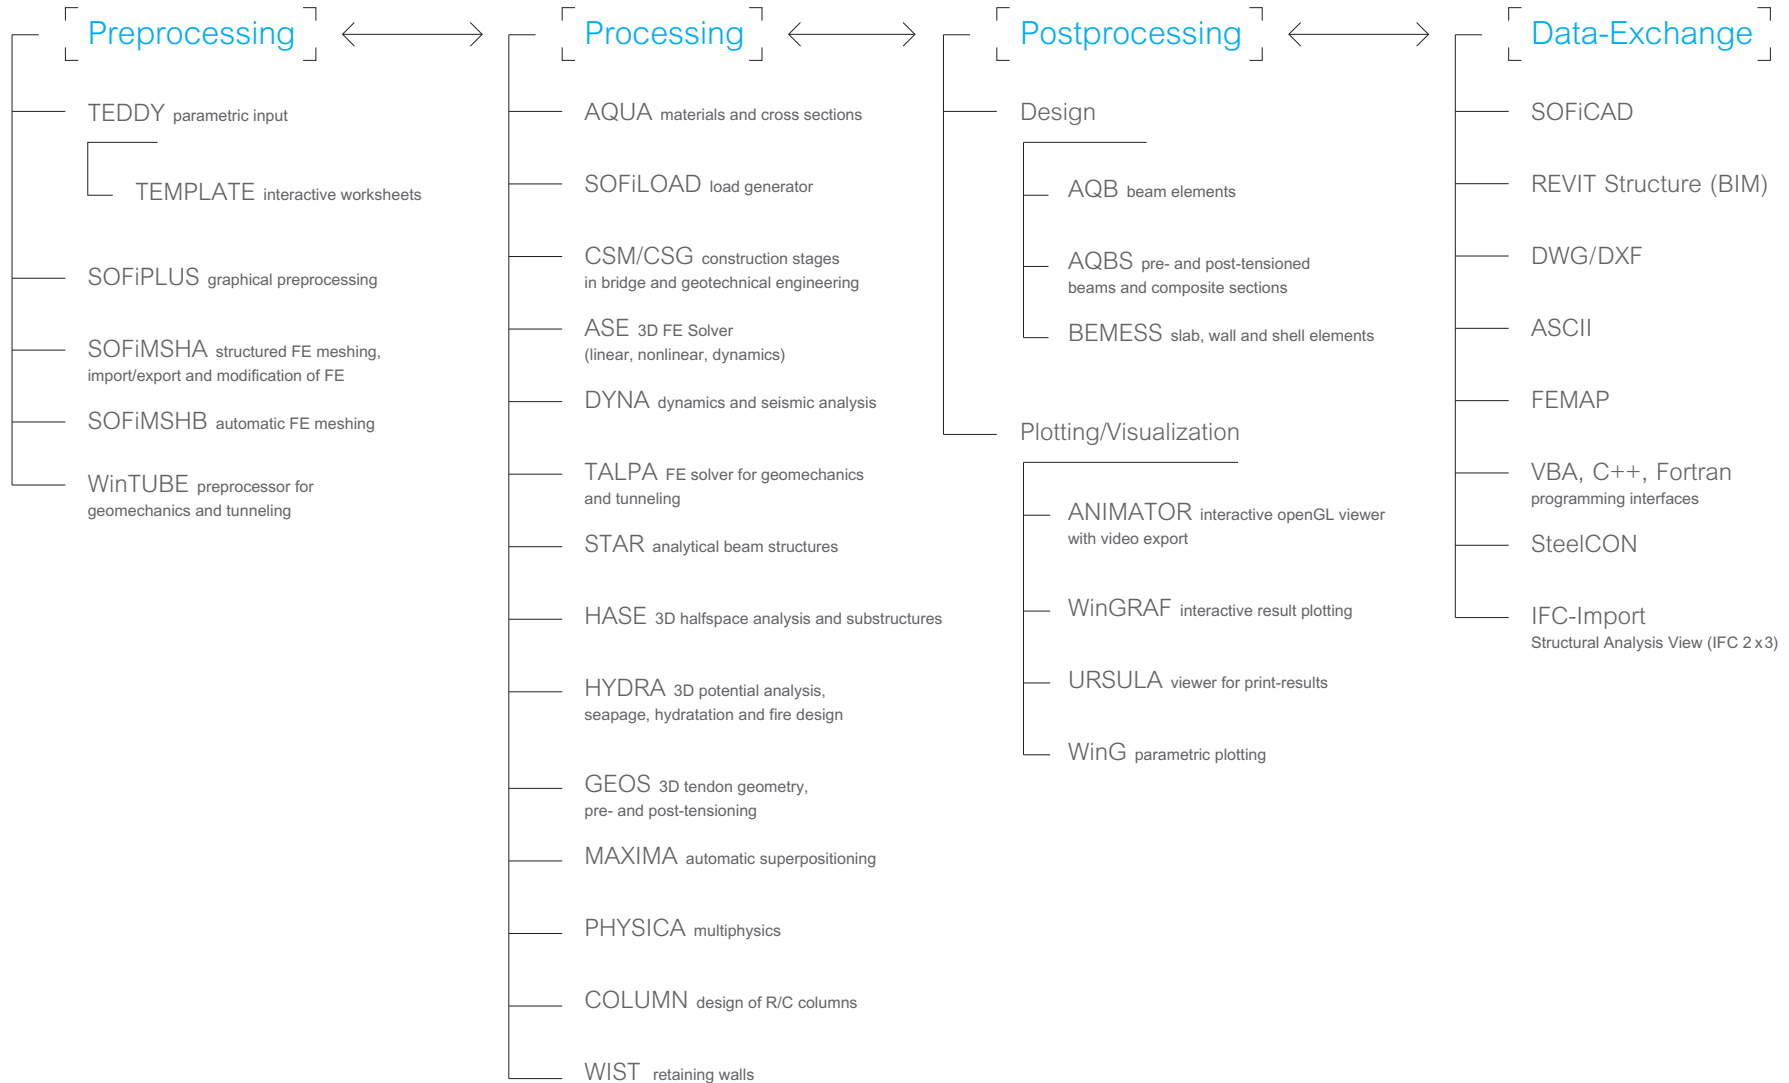 Preprocessing
TEDDY parametric input
TEMPLATE interactive worksheets
SOFiPLUS graphical preprocessing
SOFiMSHA structured FE meshing,
import/export and modification of FE
SOFiMSHB automatic FE meshing
WinTUBE preprocessor for
geomechanics and tunneling
Processing
AQUA materials and cross sections
SOFiLOAD load generator
CSM/CSG construction stages
in bridge and geotechnical engineering
ASE 3D FE Solver
(linear, nonlinear, dynamics)
DYNA dynamics and seismic analysis
TALPA FE solver for geomechanics
and tunneling
STAR analytical beam structures
HASE 3D halfspace analysis and substructures
HYDRA 3D potential analysis,
seapage, hydratation and fire design
GEOS 3D tendon geometry,
pre- and post-tensioning
MAXIMA automatic superpositioning
PHYSICA multiphysics
COLUMN design of R/C columns
WIST retaining walls
Postprocessing
Design
AQB beam elements
AQBS pre- and post-tensioned
beams and composite sections
BEMESS slab, wall and shell elements
Plotting/Visualization
ANIMATOR interactive openGL viewer
with video export
WinGRAF interactive result plotting
URSULA viewer for print-results
WinG parametric plotting
Data-Exchange
SOFiCAD
REVIT Structure (BIM)
DWG/DXF
ASCII
FEMAP
VBA, C++, Fortran
programming interfaces
SteelCON
IFC-Import
Structural Analysis View (IFC 2x3)